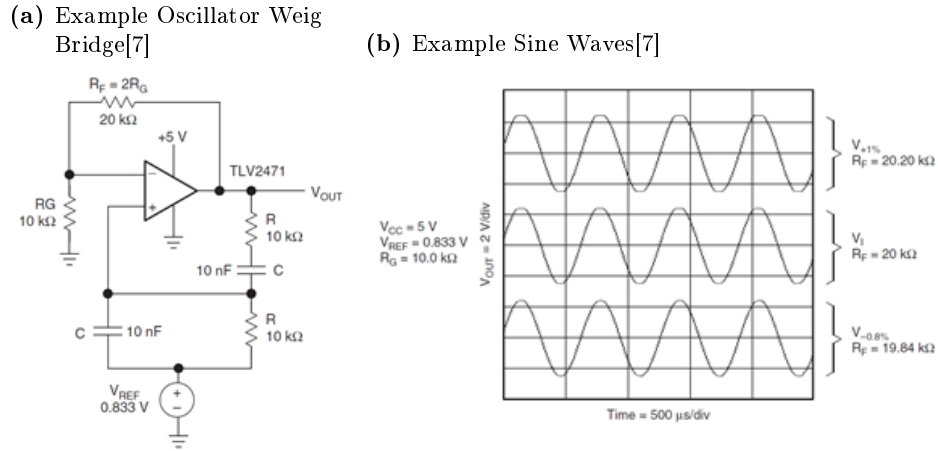 (a) Example Oscillator Weig
Bridge[7]
(b) Example Sine Waves[7]
RF = 2RG
20 kΩ
+5 V
−
+
TLV2471
VOUT
RG
10 kΩ
R
10 kΩ
10 nF
C
C
10 nF
R
10 kΩ
VREF
0.833 V
+
−
VCC = 5 V
VREF = 0.833 V
RG = 10.0 kΩ
VOUT = 2 V/div
V+1%
RF = 20.20 kΩ
VI
RF = 20 kΩ
V−0.8%
RF = 19.84 kΩ
Time = 500 µs/div